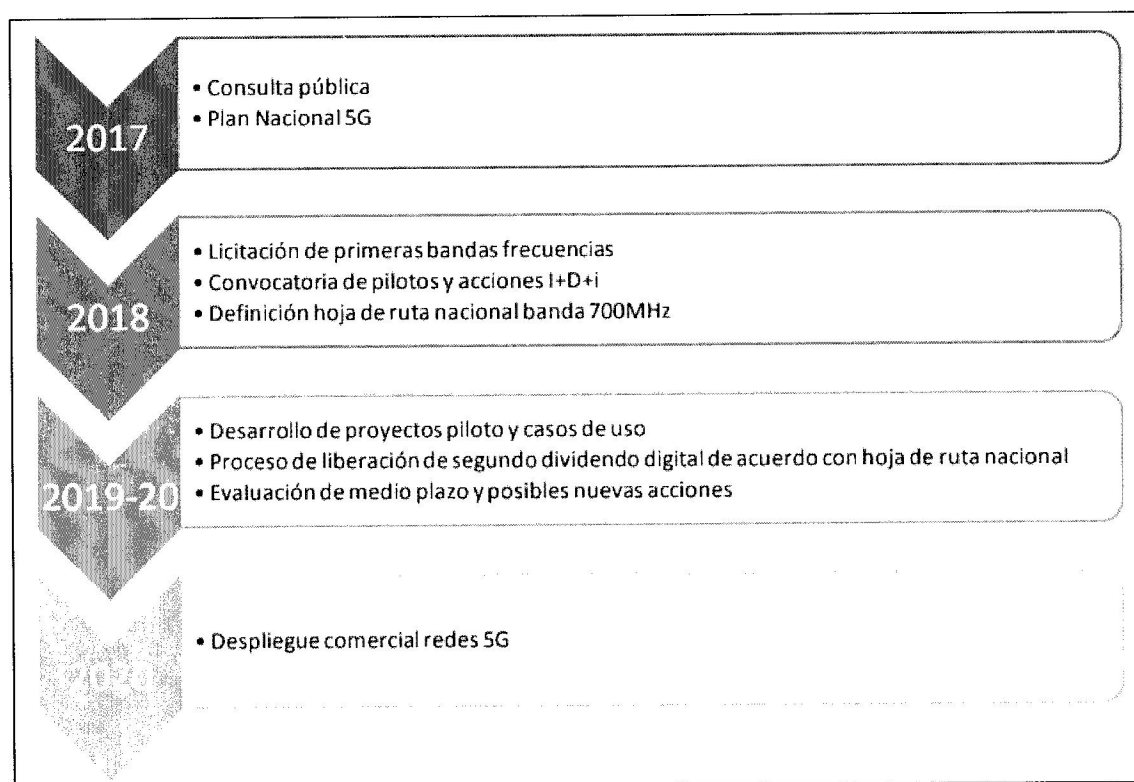 2017
• Consulta pública
• Plan Nacional 5G
2018
• Licitación de primeras bandas frecuencias
• Convocatoria de pilotos y acciones I+D+i
• Definición hoja de ruta nacional banda 700MHz
2019-20
• Desarrollo de proyectos piloto y casos de uso
• Proceso de liberación de segundo dividendo digital de acuerdo con hoja de ruta nacional
• Evaluación de medio plazo y posibles nuevas acciones
2020
• Despliegue comercial redes 5G